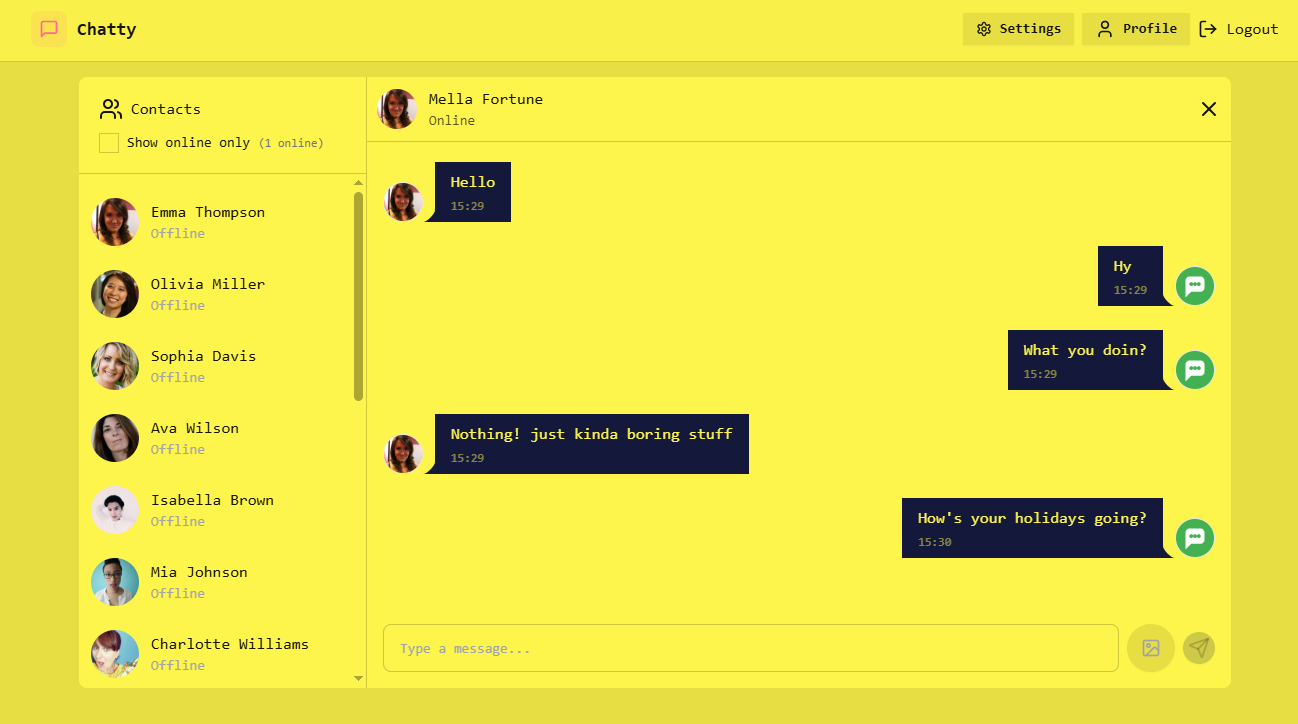 Chatty
Settings
Profile
Logout
Contacts
Show online only (1 online)
Emma Thompson
Offline
Olivia Miller
Offline
Sophia Davis
Offline
Ava Wilson
Offline
Isabella Brown
Offline
Mia Johnson
Offline
Charlotte Williams
Offline
Mella Fortune
Online
Hello
15:29
Hy
15:29
What you doin?
15:29
Nothing! just kinda boring stuff
15:29
How's your holidays going?
15:30
Type a message...